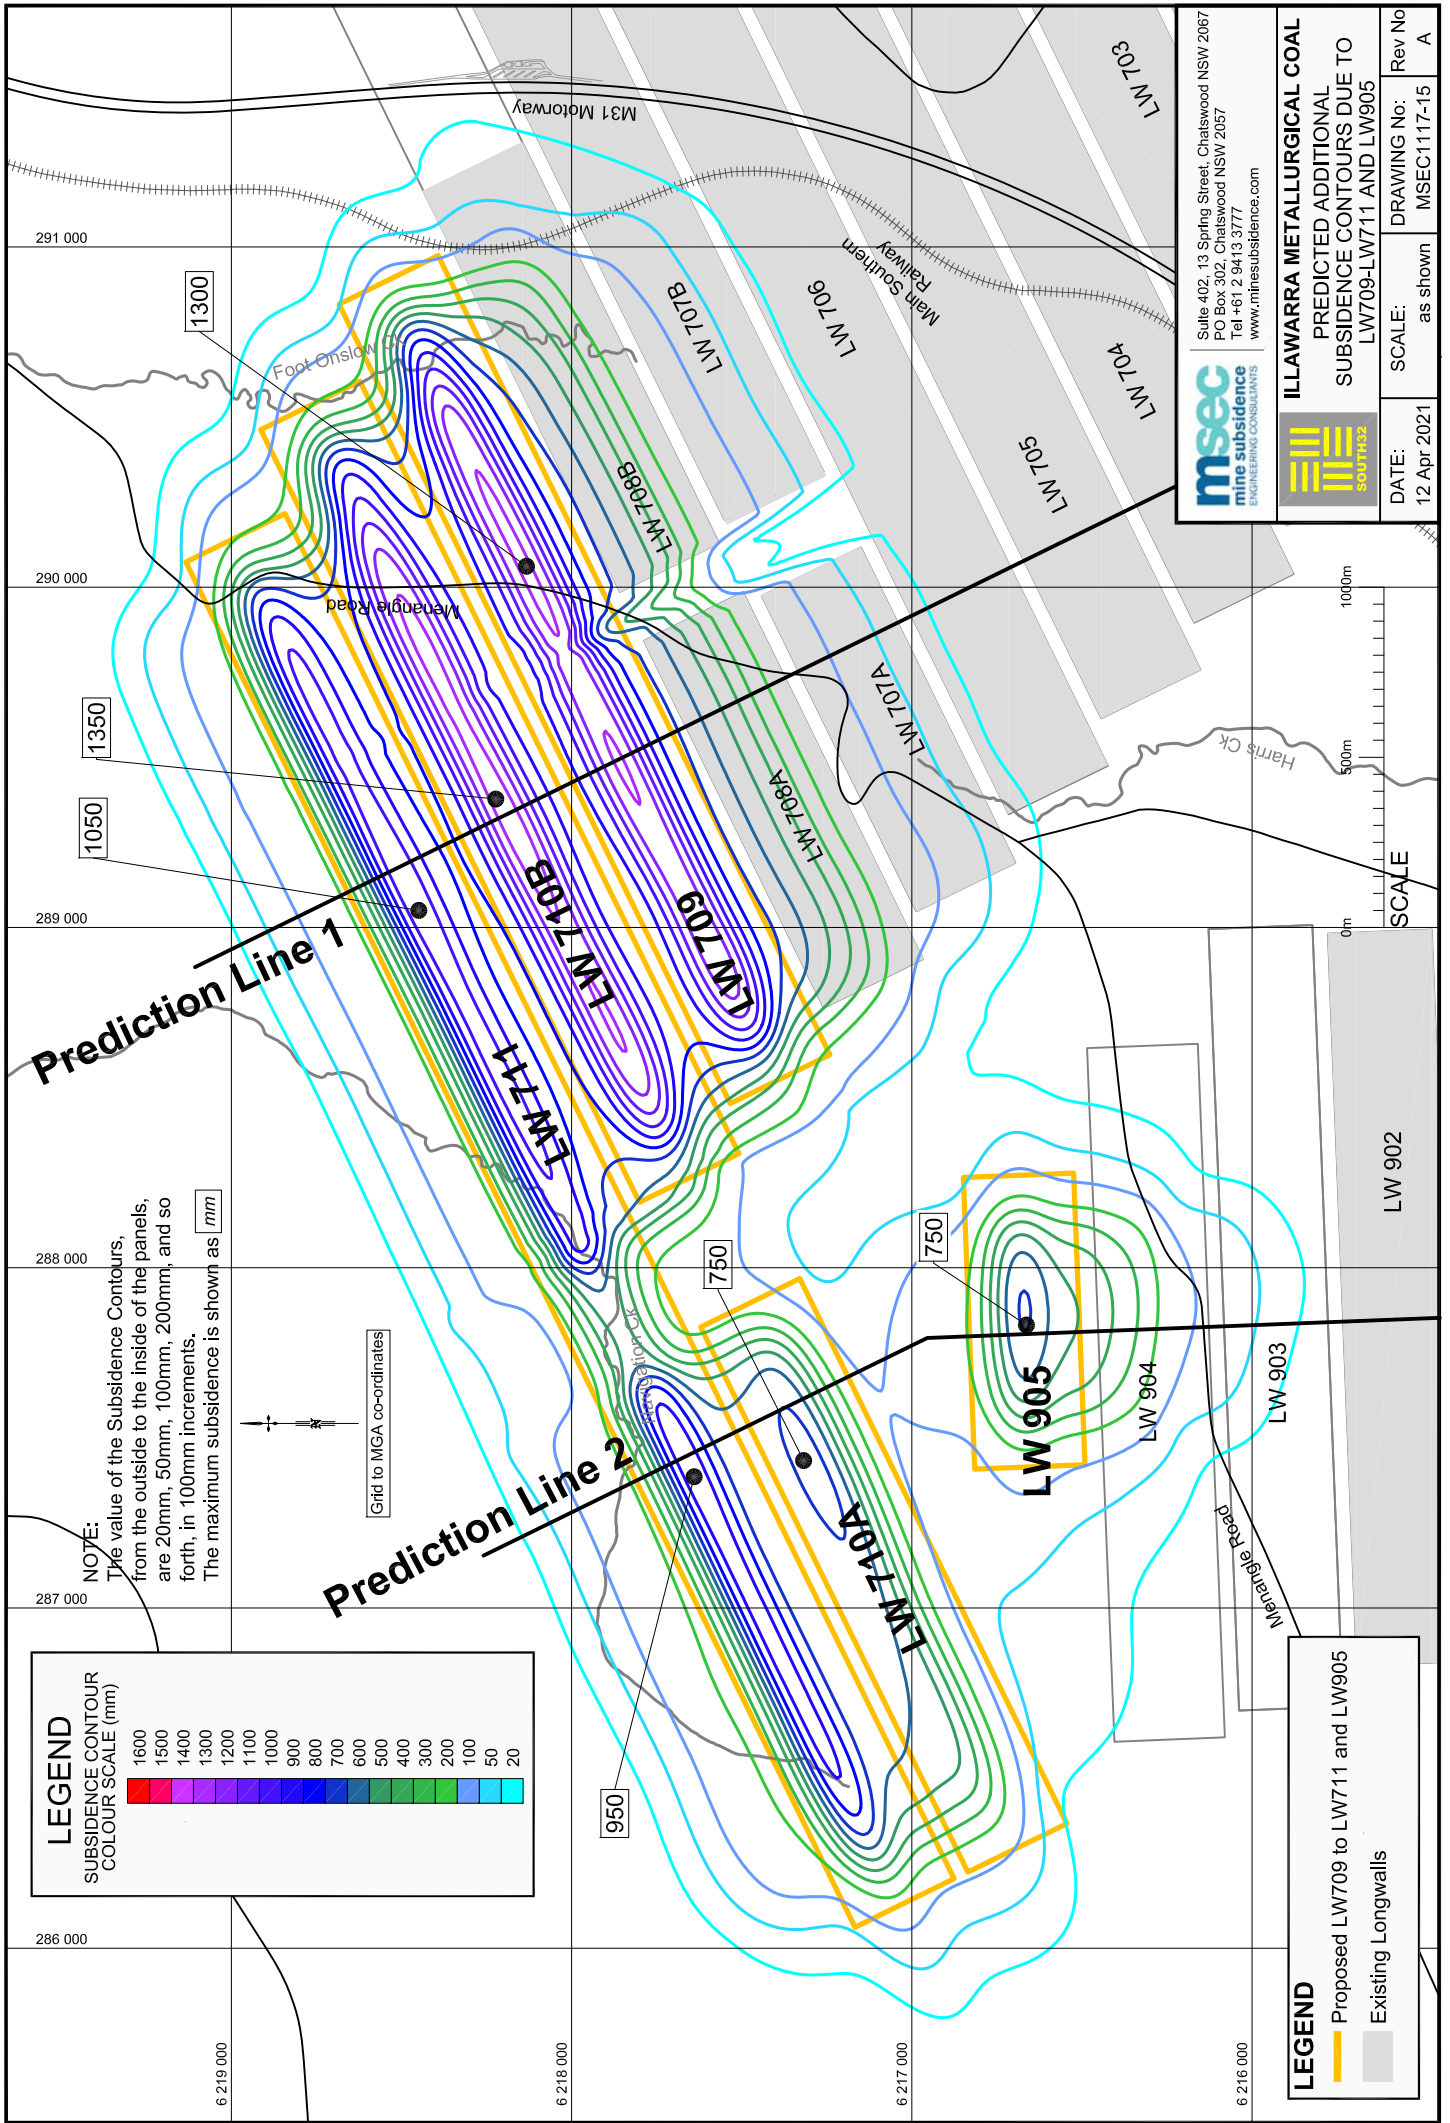 LEGEND
SUBSIDENCE CONTOUR
COLOUR SCALE (mm)
1600
1500
1400
1300
1200
1100
1000
900
800
700
600
500
400
300
200
100
50
20
NOTE:
The value of the Subsidence Contours,
from the outside to the inside of the panels,
are 20mm, 50mm, 100mm, 200mm, and so
forth, in 100mm increments.
The maximum subsidence is shown as mm
Grid to MGA co-ordinates
N
286 000
287 000
288 000
289 000
290 000
291 000
6 219 000
6 218 000
6 217 000
6 216 000
Prediction Line 1
Prediction Line 2
1050
1350
1300
950
750
750
LW 711
LW 710B
LW 709
LW 710A
LW 905
LW 708A
LW 708B
LW 707A
LW 707B
LW 706
LW 705
LW 704
LW 703
LW 904
LW 903
LW 902
Foot Onslow Ck
Navigation Ck
Harris Ck
Menangle Road
Menangle Road
M31 Motorway
Main Southern
Railway
SCALE
0m
500m
1000m
LEGEND
Proposed LW709 to LW711 and LW905
Existing Longwalls
msec
mine subsidence
ENGINEERING CONSULTANTS
Suite 402, 13 Spring Street, Chatswood NSW 2067
PO Box 302, Chatswood NSW 2057
Tel +61 2 9413 3777
www.minesubsidence.com
SOUTH32
ILLAWARRA METALLURGICAL COAL
PREDICTED ADDITIONAL
SUBSIDENCE CONTOURS DUE TO
LW709-LW711 AND LW905
DATE:
12 Apr 2021
SCALE:
as shown
DRAWING No:
MSEC1117-15
Rev No
A